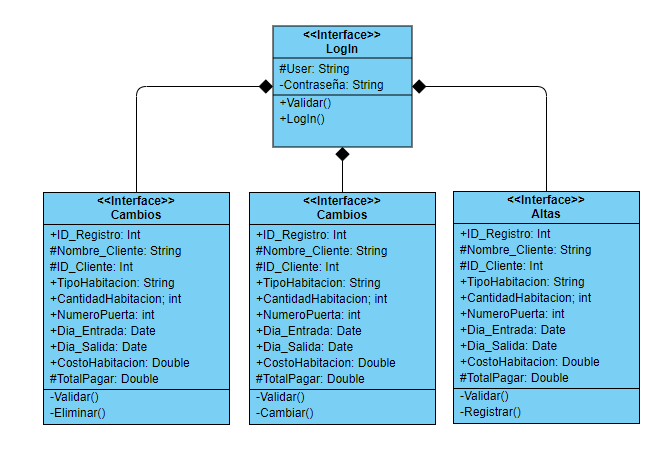 <<Interface>>
LogIn
#User: String
-Contraseña: String
+Validar()
+LogIn()
<<Interface>>
Cambios
+ID_Registro: Int
#Nombre_Cliente: String
#ID_Cliente: Int
+TipoHabitacion: String
+CantidadHabitacion; int
+NumeroPuerta: int
+Dia_Entrada: Date
+Dia_Salida: Date
+CostoHabitacion: Double
#TotalPagar: Double
-Validar()
-Eliminar()
<<Interface>>
Cambios
+ID_Registro: Int
#Nombre_Cliente: String
#ID_Cliente: Int
+TipoHabitacion: String
+CantidadHabitacion; int
+NumeroPuerta: int
+Dia_Entrada: Date
+Dia_Salida: Date
+CostoHabitacion: Double
#TotalPagar: Double
-Validar()
-Cambiar()
<<Interface>>
Altas
+ID_Registro: Int
#Nombre_Cliente: String
#ID_Cliente: Int
+TipoHabitacion: String
+CantidadHabitacion; int
+NumeroPuerta: int
+Dia_Entrada: Date
+Dia_Salida: Date
+CostoHabitacion: Double
#TotalPagar: Double
-Validar()
-Registrar()